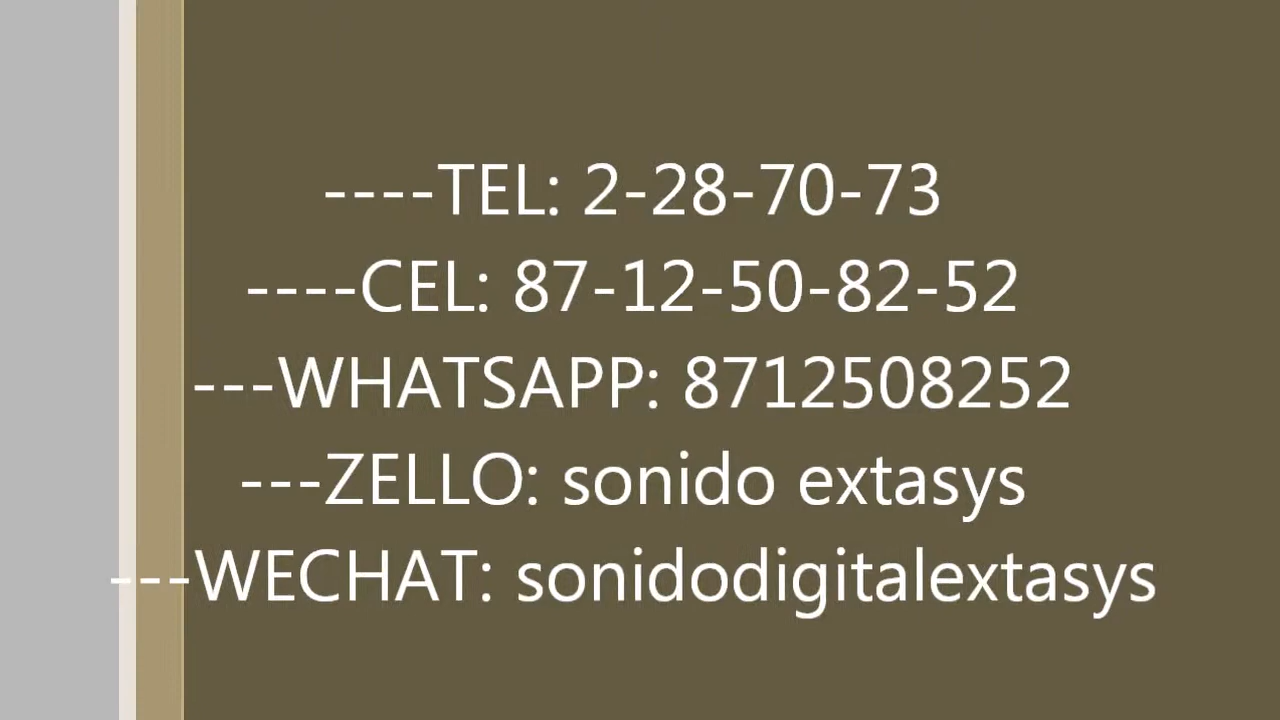 ----TEL: 2-28-70-73
----CEL: 87-12-50-82-52
---WHATSAPP: 8712508252
---ZELLO: sonido extasys
---WECHAT: sonidodigitalextasys